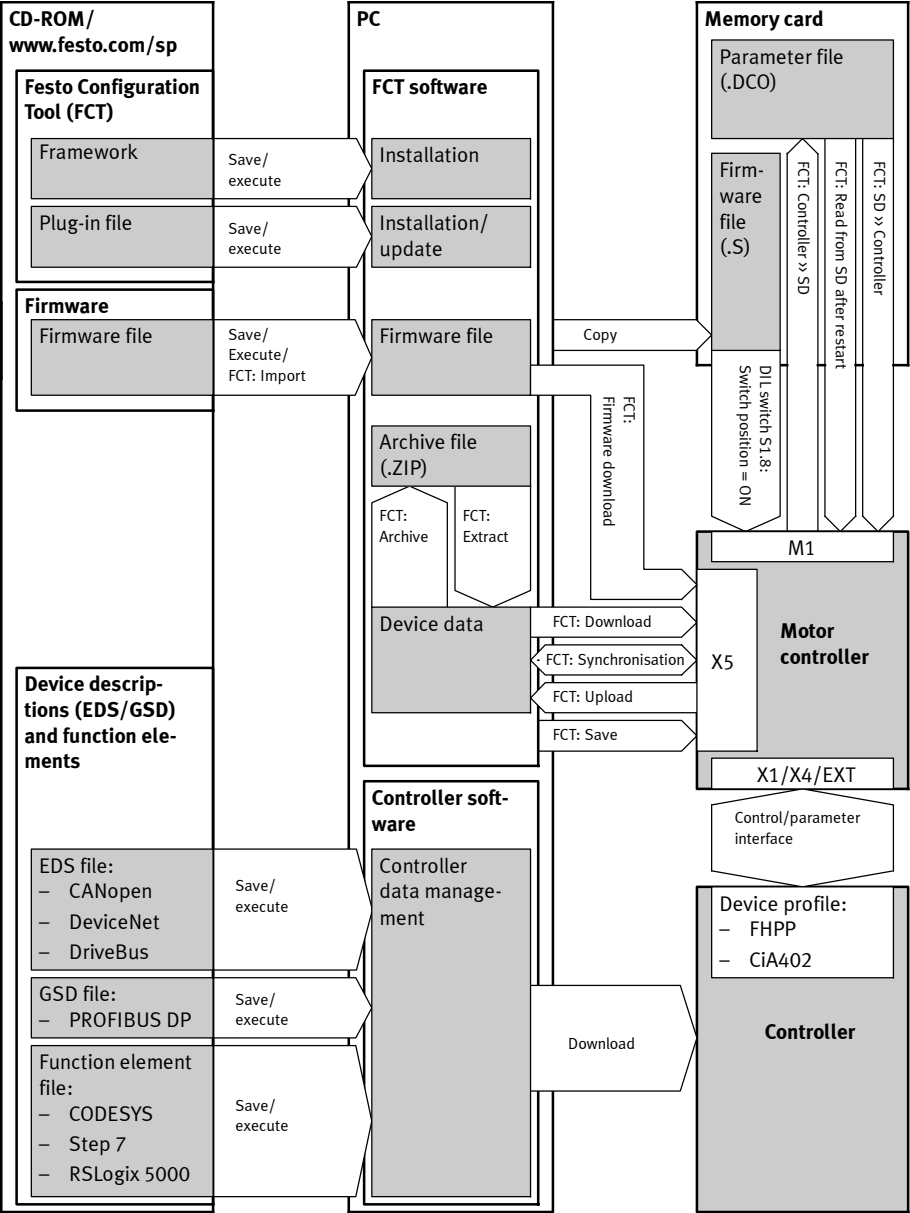 CD-ROM/
www.festo.com/sp
Festo Configuration
Tool (FCT)
Framework
Plug-in file
Firmware
Firmware file
Device descrip-
tions (EDS/GSD)
and function ele-
ments
EDS file:
– CANopen
– DeviceNet
– DriveBus
GSD file:
– PROFIBUS DP
Function element
file:
– CODESYS
– Step 7
– RSLogix 5000
Save/
execute
Save/
execute
Save/
Execute/
FCT: Import
Save/
execute
Save/
execute
Save/
execute
PC
FCT software
Installation
Installation/
update
Firmware file
Archive file
(.ZIP)
FCT:
Archive
FCT:
Extract
Device data
Controller soft-
ware
Controller
data manage-
ment
Copy
FCT:
Firmware download
FCT: Download
FCT: Synchronisation
FCT: Upload
FCT: Save
Download
Memory card
Parameter file
(.DCO)
Firm-
ware
file
(.S)
FCT: Controller » SD
FCT: Read from SD after restart
FCT: SD » Controller
DIL switch S1.8:
Switch position = ON
M1
X5
Motor
controller
X1/X4/EXT
Control/parameter
interface
Device profile:
– FHPP
– CiA402
Controller